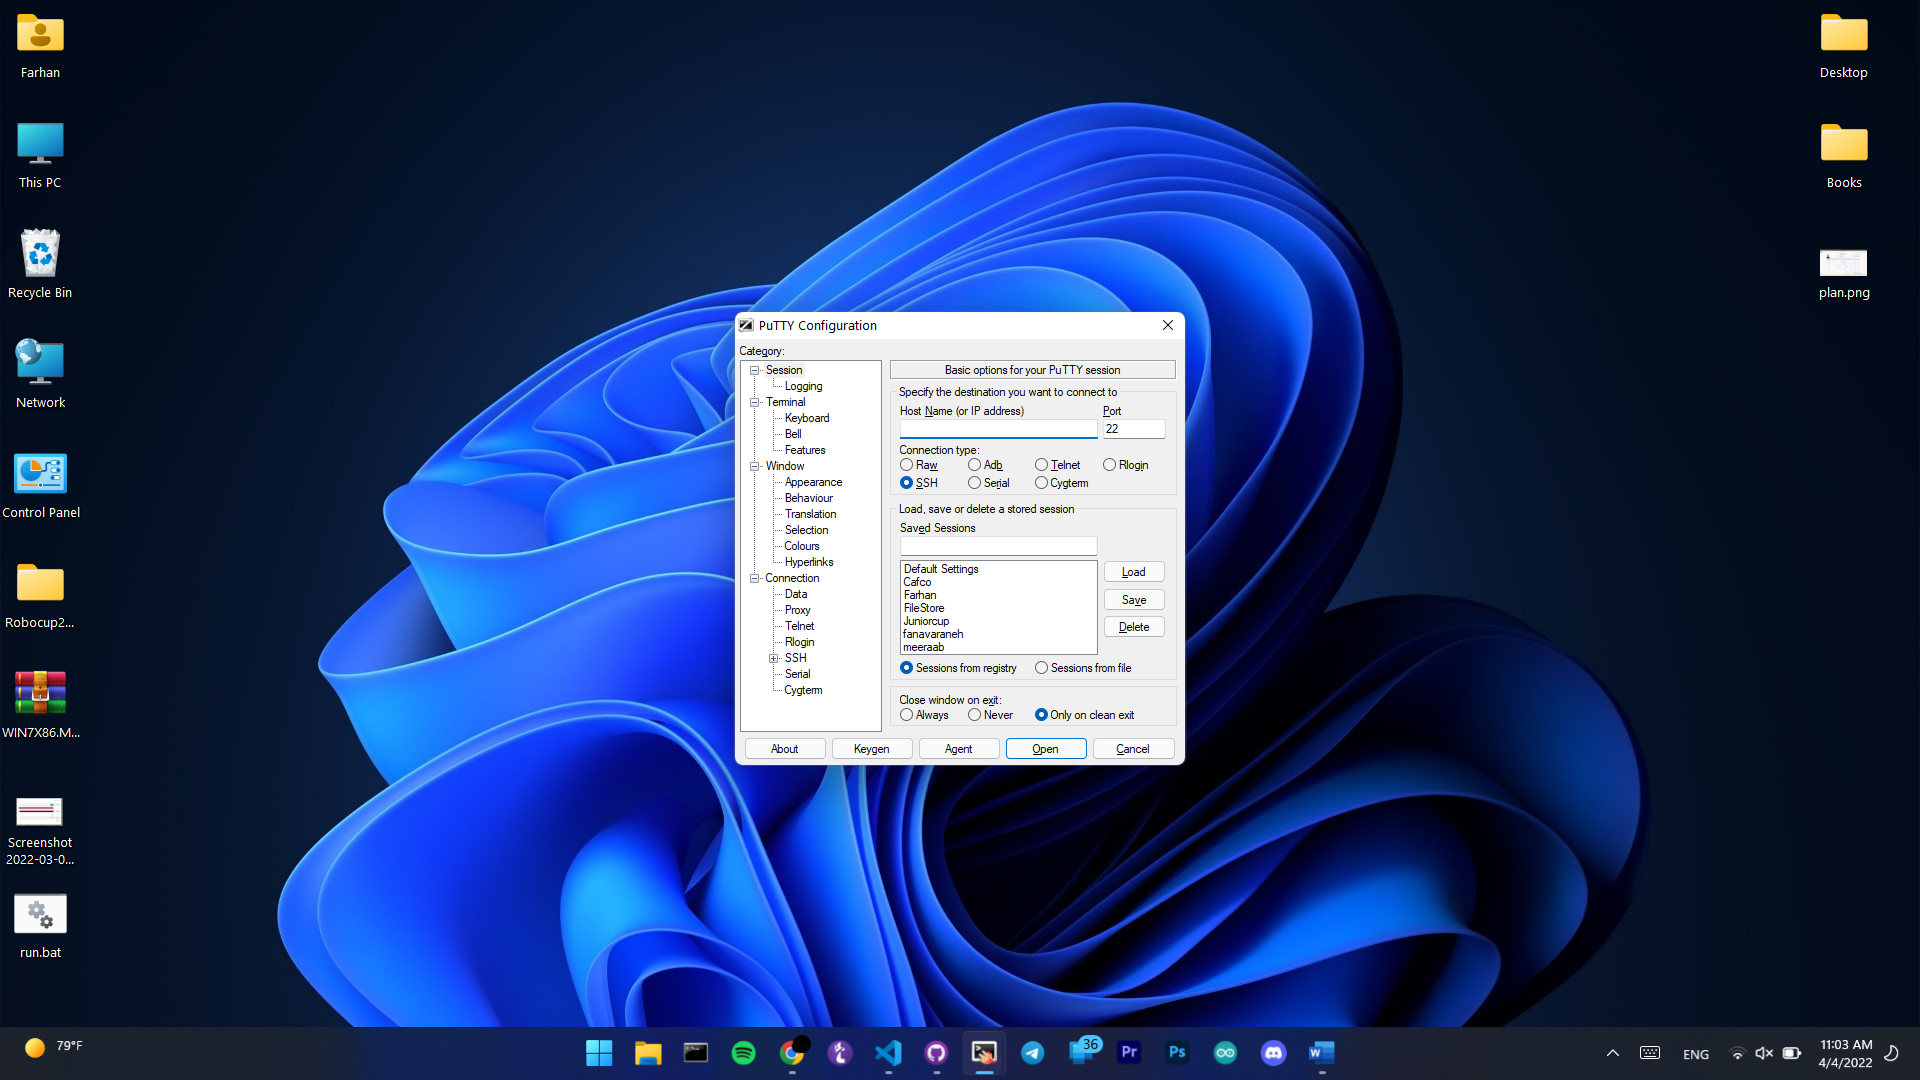 Farhan
This PC
Recycle Bin
Network
Control Panel
Robocup2...
WIN7X86.M...
Screenshot
2022-03-0...
run.bat
Desktop
Books
plan.png
PuTTY Configuration
Category:
Session
Logging
Terminal
Keyboard
Bell
Features
Window
Appearance
Behaviour
Translation
Selection
Colours
Hyperlinks
Connection
Data
Proxy
Telnet
Rlogin
SSH
Serial
Cygterm
Basic options for your PuTTY session
Specify the destination you want to connect to
Host Name (or IP address) Port
22
Connection type:
Raw Adb Telnet Rlogin
SSH Serial Cygterm
Load, save or delete a stored session
Saved Sessions
Default Settings
Cafco
Farhan
FileStore
Juniorcup
fanavaraneh
meeraab
Load
Save
Delete
Sessions from registry Sessions from file
Close window on exit:
Always Never Only on clean exit
About Keygen Agent Open Cancel
79°F
36
Pr
Ps
W
ENG
11:03 AM
4/4/2022